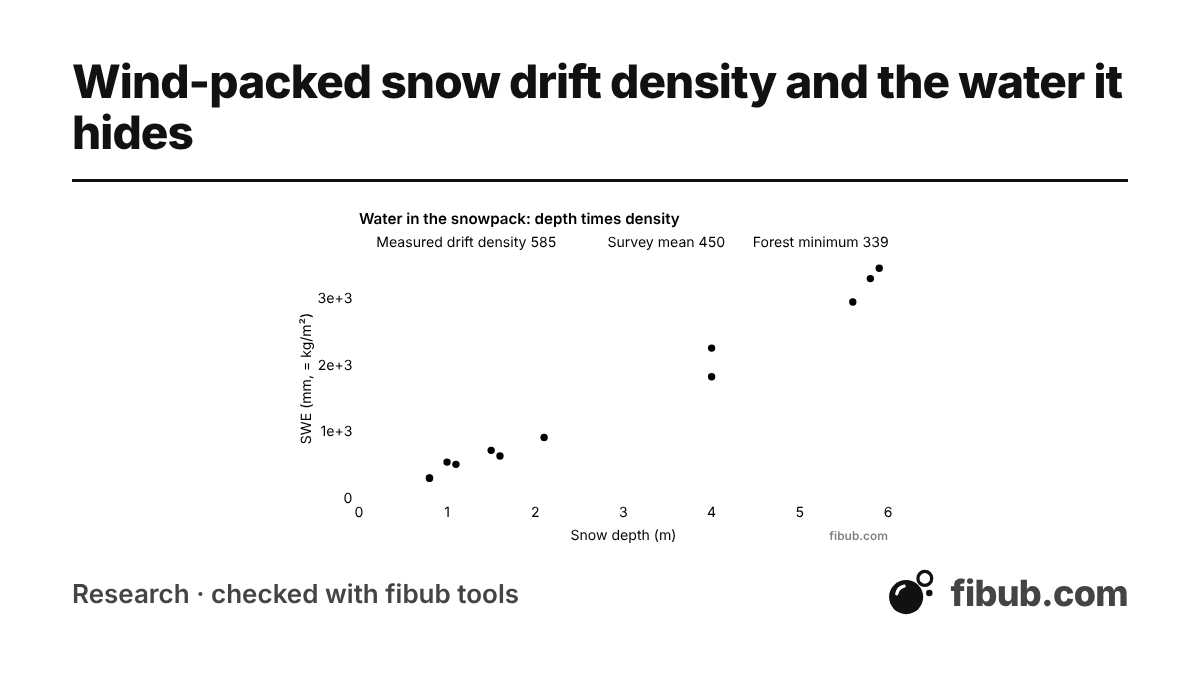 Wind-packed snow drift density and the water it
hides
Water in the snowpack: depth times density
Measured drift density 585 Survey mean 450 Forest minimum 339
SWE (mm, = kg/m²)
3e+3
2e+3
1e+3
0
0 1 2 3 4 5 6
Snow depth (m)
fibub.com
Research · checked with fibub tools
fibub.com